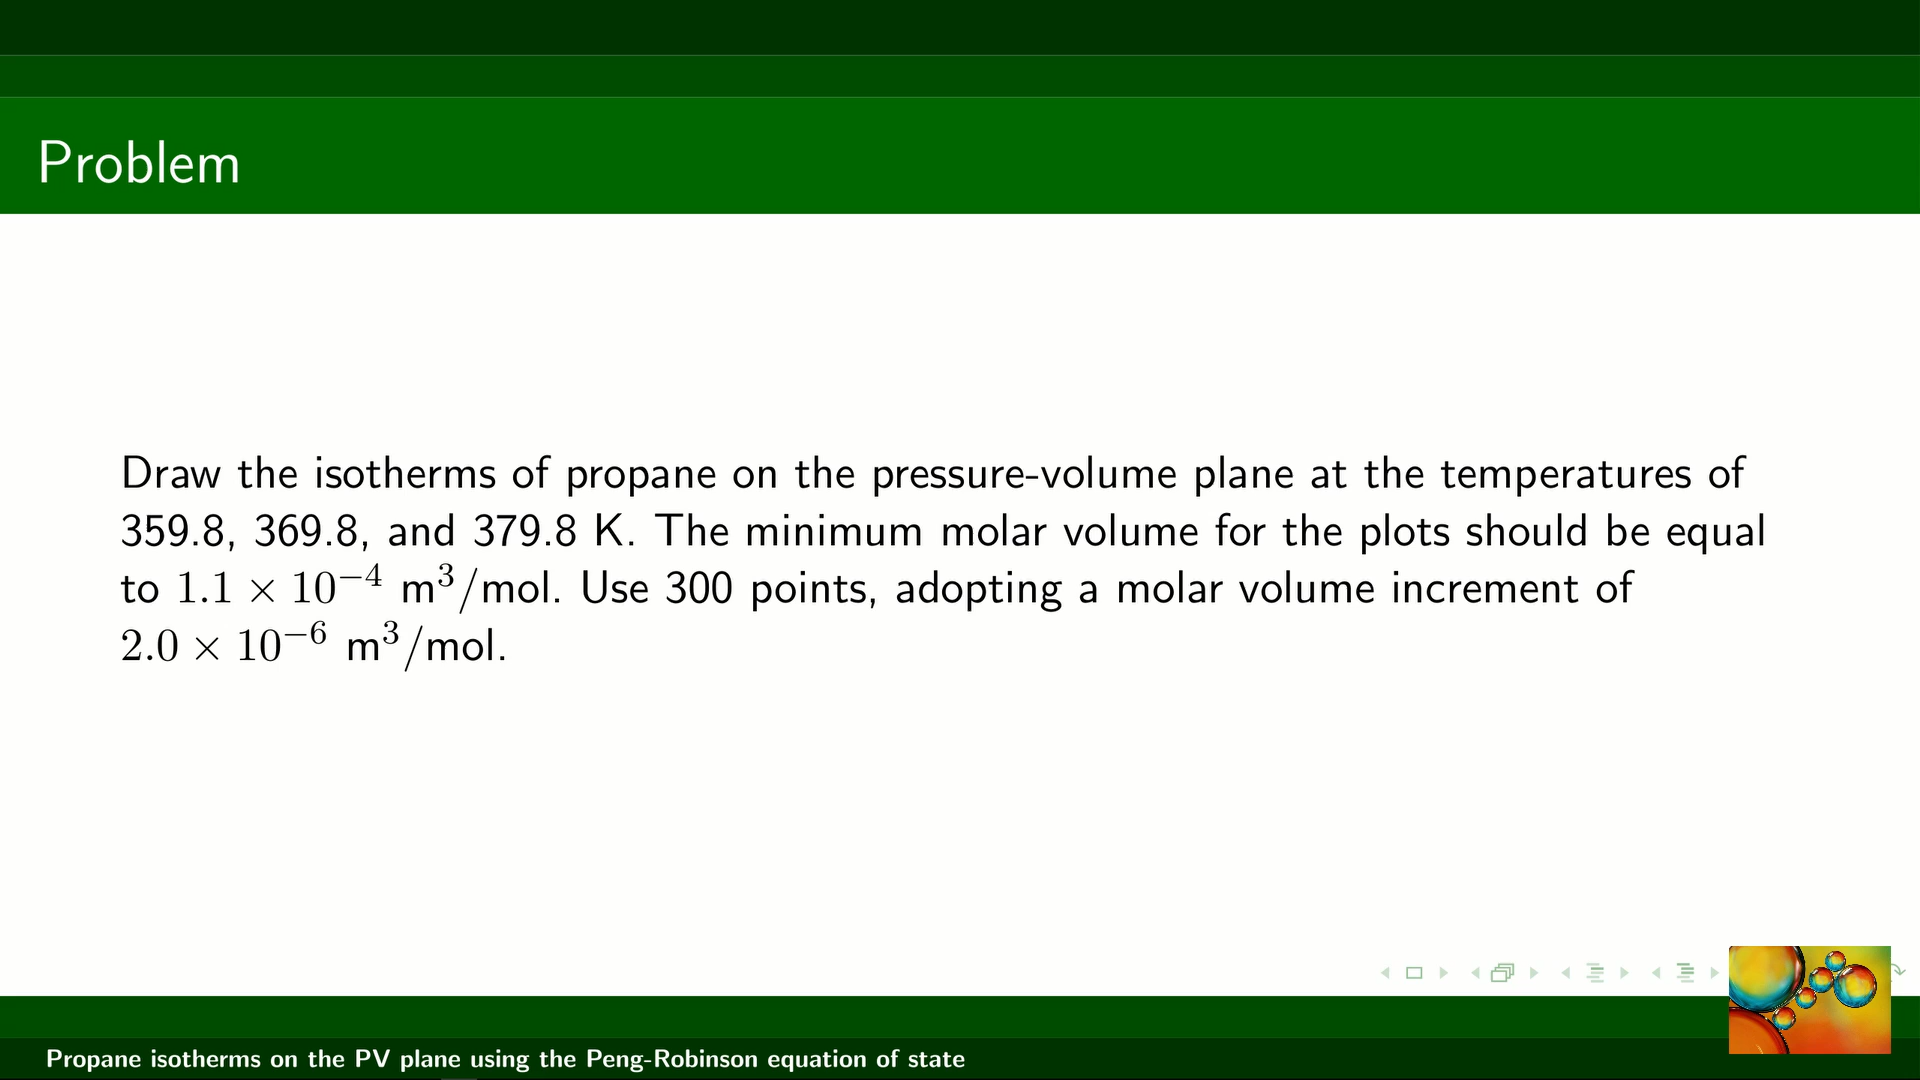 Problem
Draw the isotherms of propane on the pressure-volume plane at the temperatures of
359.8, 369.8, and 379.8 K. The minimum molar volume for the plots should be equal
to 1.1 × 10⁻⁴ m³/mol. Use 300 points, adopting a molar volume increment of
2.0 × 10⁻⁶ m³/mol.
Propane isotherms on the PV plane using the Peng-Robinson equation of state